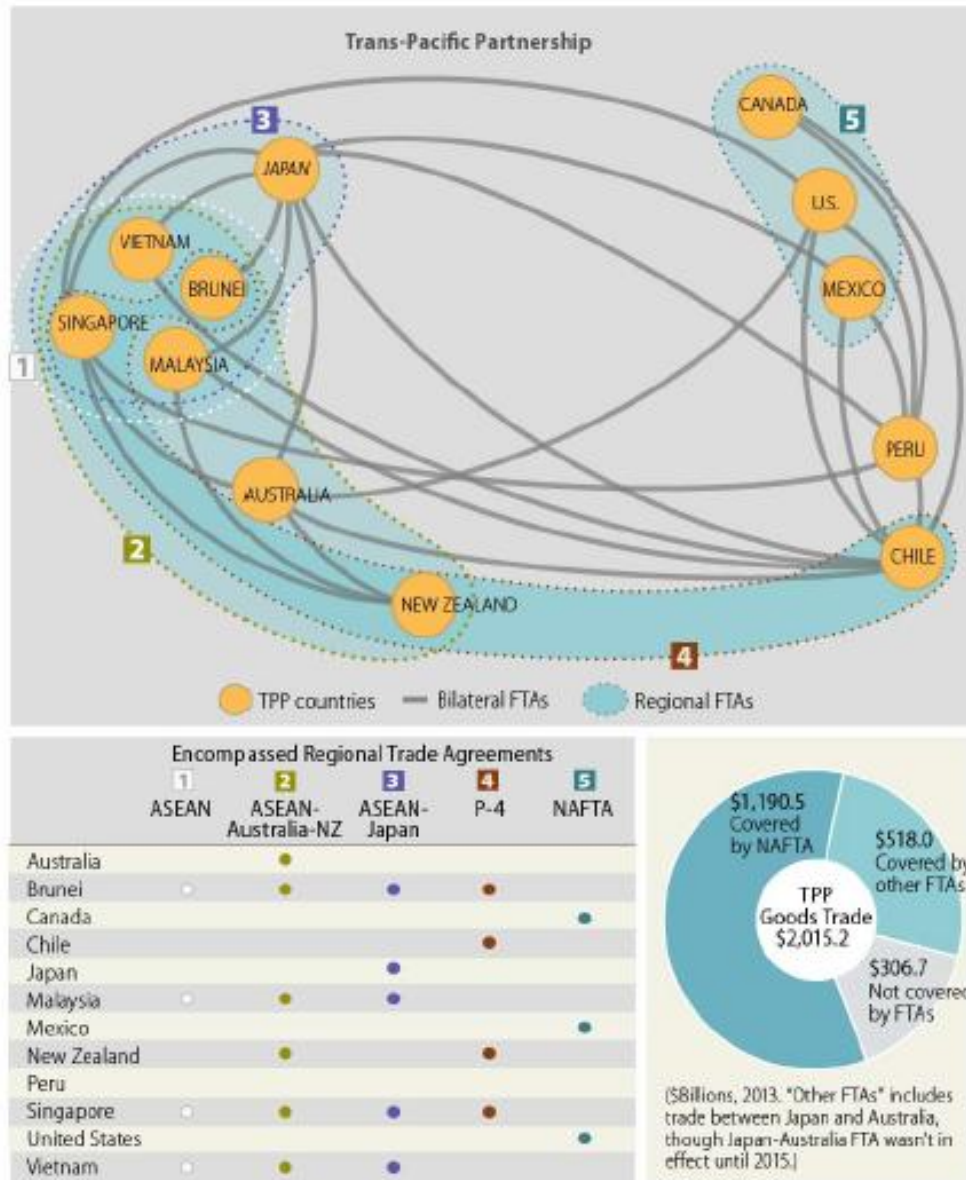 Trans-Pacific Partnership
CANADA
3
5
JAPAN
U.S.
VIETNAM
BRUNEI
MEXICO
SINGAPORE
1
MALAYSIA
PERU
AUSTRALIA
2
CHILE
NEW ZEALAND
4
TPP countries
Bilateral FTAs
Regional FTAs
Encompassed Regional Trade Agreements
1 2 3 4 5
ASEAN ASEAN- ASEAN- P-4 NAFTA
Australia-NZ Japan
Australia
Brunei
Canada
Chile
Japan
Malaysia
Mexico
New Zealand
Peru
Singapore
United States
Vietnam
$1,190.5
Covered
by NAFTA
$518.0
Covered by
other FTAs
TPP
Goods Trade
$2,015.2
$306.7
Not covered
by FTAs
($Billions, 2013. "Other FTAs" includes
trade between Japan and Australia,
though Japan-Australia FTA wasn't in
effect until 2015.)